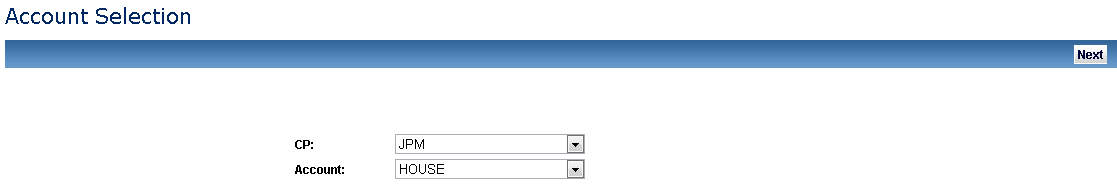 Account Selection
Next
CP: JPM
Account: HOUSE